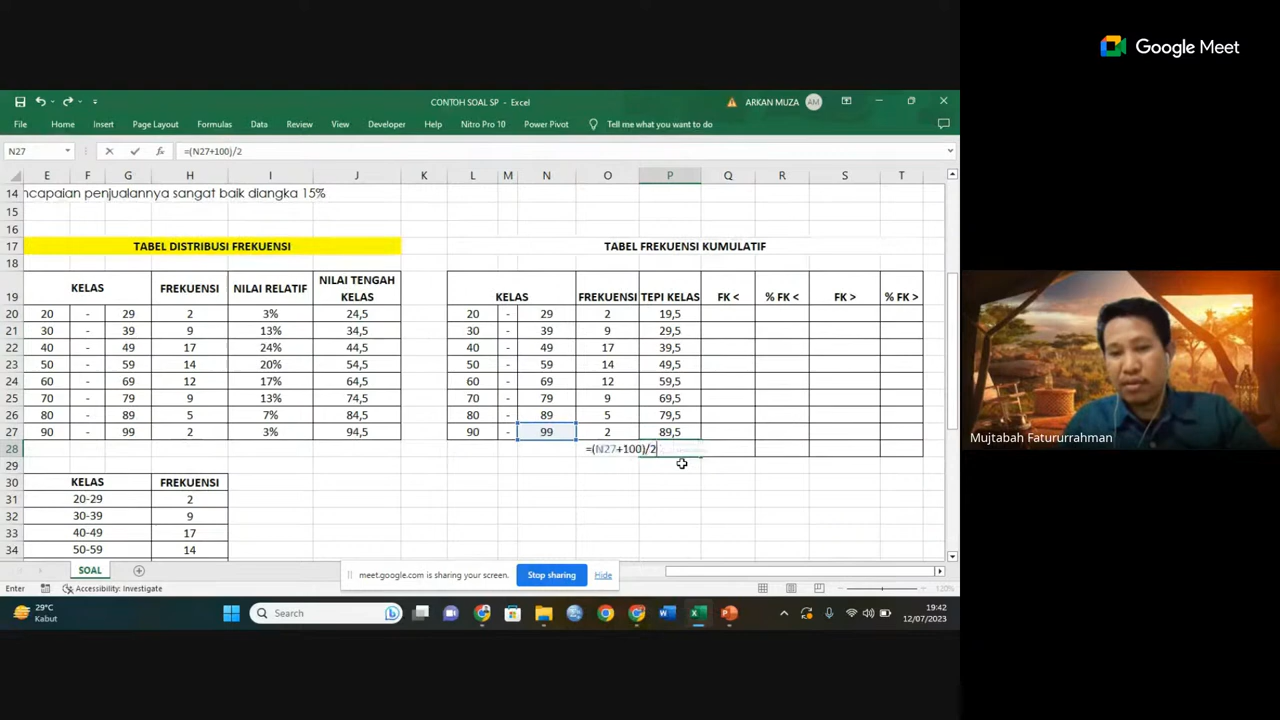 Google Meet
CONTOH SOAL SP - Excel
ARKAN MUZA
AM
File Home Insert Page Layout Formulas Data Review View Developer Help Nitro Pro 10 Power Pivot Tell me what you want to do
N27 fx =(N27+100)/2
E F G H I J K L M N O P Q R S T
14 ncapaian penjualannya sangat baik diangka 15%
15
16
17 TABEL DISTRIBUSI FREKUENSI TABEL FREKUENSI KUMULATIF
18
19 KELAS FREKUENSI NILAI RELATIF NILAI TENGAH KELAS KELAS FREKUENSI TEPI KELAS FK < % FK < FK > % FK >
20 20 - 29 2 3% 24,5 20 - 29 2 19,5
21 30 - 39 9 13% 34,5 30 - 39 9 29,5
22 40 - 49 17 24% 44,5 40 - 49 17 39,5
23 50 - 59 14 20% 54,5 50 - 59 14 49,5
24 60 - 69 12 17% 64,5 60 - 69 12 59,5
25 70 - 79 9 13% 74,5 70 - 79 9 69,5
26 80 - 89 5 7% 84,5 80 - 89 5 79,5
27 90 - 99 2 3% 94,5 90 - 99 2 89,5
28 =(N27+100)/2
29
30 KELAS FREKUENSI
31 20-29 2
32 30-39 9
33 40-49 17
34 50-59 14
Mujtabah Fatururrahman
SOAL
meet.google.com is sharing your screen. Stop sharing Hide
Enter Accessibility: Investigate 120%
29°C
Kabut
Search
19:42
12/07/2023